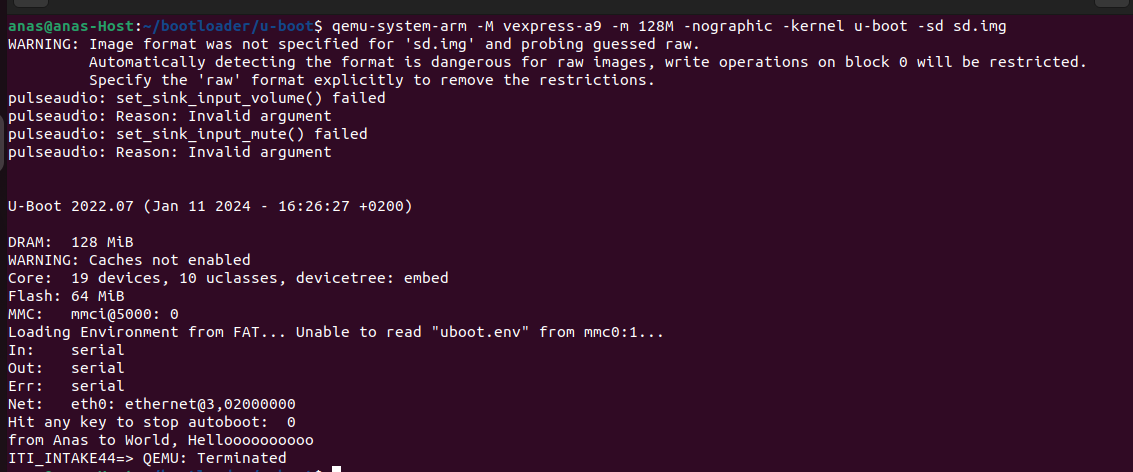 anas@anas-Host:~/bootloader/u-boot$ qemu-system-arm -M vexpress-a9 -m 128M -nographic -kernel u-boot -sd sd.img
WARNING: Image format was not specified for 'sd.img' and probing guessed raw.
         Automatically detecting the format is dangerous for raw images, write operations on block 0 will be restricted.
         Specify the 'raw' format explicitly to remove the restrictions.
pulseaudio: set_sink_input_volume() failed
pulseaudio: Reason: Invalid argument
pulseaudio: set_sink_input_mute() failed
pulseaudio: Reason: Invalid argument
U-Boot 2022.07 (Jan 11 2024 - 16:26:27 +0200)
DRAM:  128 MiB
WARNING: Caches not enabled
Core:  19 devices, 10 uclasses, devicetree: embed
Flash: 64 MiB
MMC:   mmci@5000: 0
Loading Environment from FAT... Unable to read "uboot.env" from mmc0:1...
In:    serial
Out:   serial
Err:   serial
Net:   eth0: ethernet@3,02000000
Hit any key to stop autoboot:  0
from Anas to World, Helloooooooooo
ITI_INTAKE44=> QEMU: Terminated